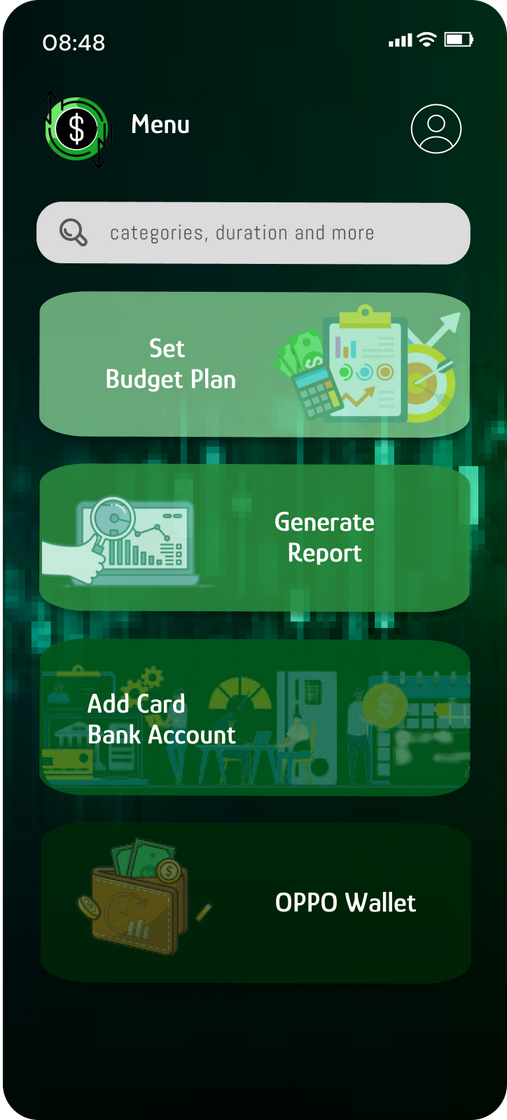 08:48
$
Menu
categories, duration and more
Set
Budget Plan
Generate
Report
Add Card
Bank Account
OPPO Wallet